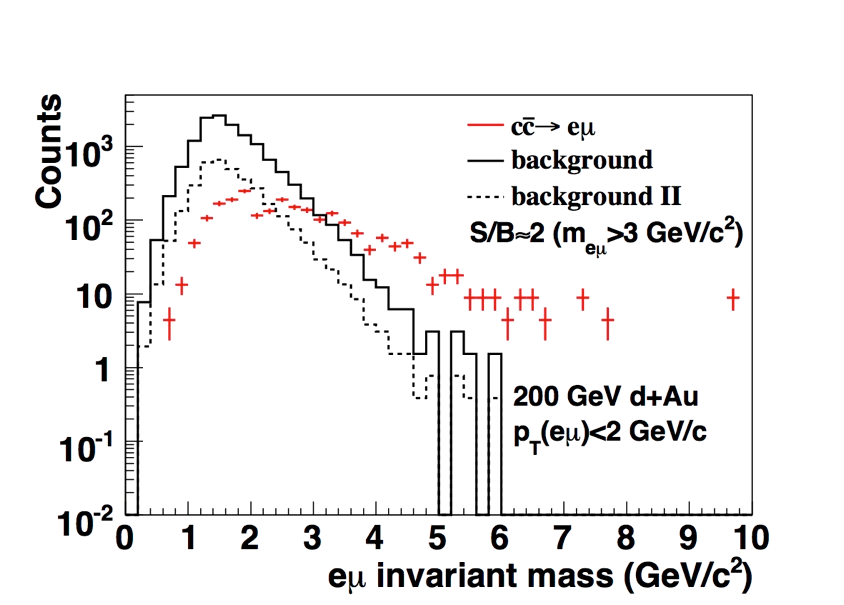 Counts
10³
10²
10
1
10⁻¹
10⁻²
cc̄→ eμ
background
background II
S/B≈2 (m_eμ>3 GeV/c²)
200 GeV d+Au
p_T(eμ)<2 GeV/c
0 1 2 3 4 5 6 7 8 9 10
eμ invariant mass (GeV/c²)